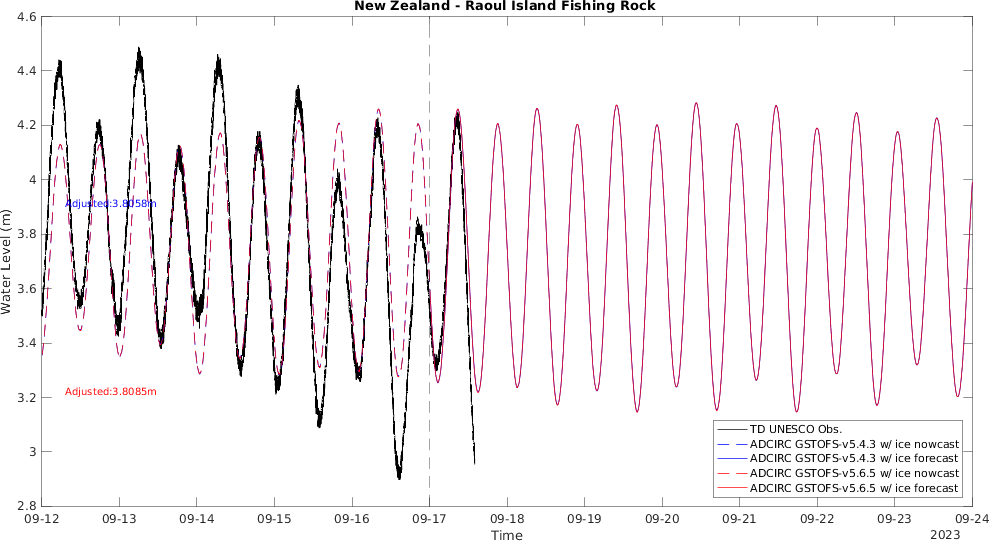 New Zealand - Raoul Island Fishing Rock
4.6
4.4
4.2
4
3.8
3.6
3.4
3.2
3
2.8
Water Level (m)
Adjusted:3.8058m
Adjusted:3.8085m
TD UNESCO Obs.
ADCIRC GSTOFS-v5.4.3 w/ ice nowcast
ADCIRC GSTOFS-v5.4.3 w/ ice forecast
ADCIRC GSTOFS-v5.6.5 w/ ice nowcast
ADCIRC GSTOFS-v5.6.5 w/ ice forecast
09-12 09-13 09-14 09-15 09-16 09-17 09-18 09-19 09-20 09-21 09-22 09-23 09-24
Time
2023